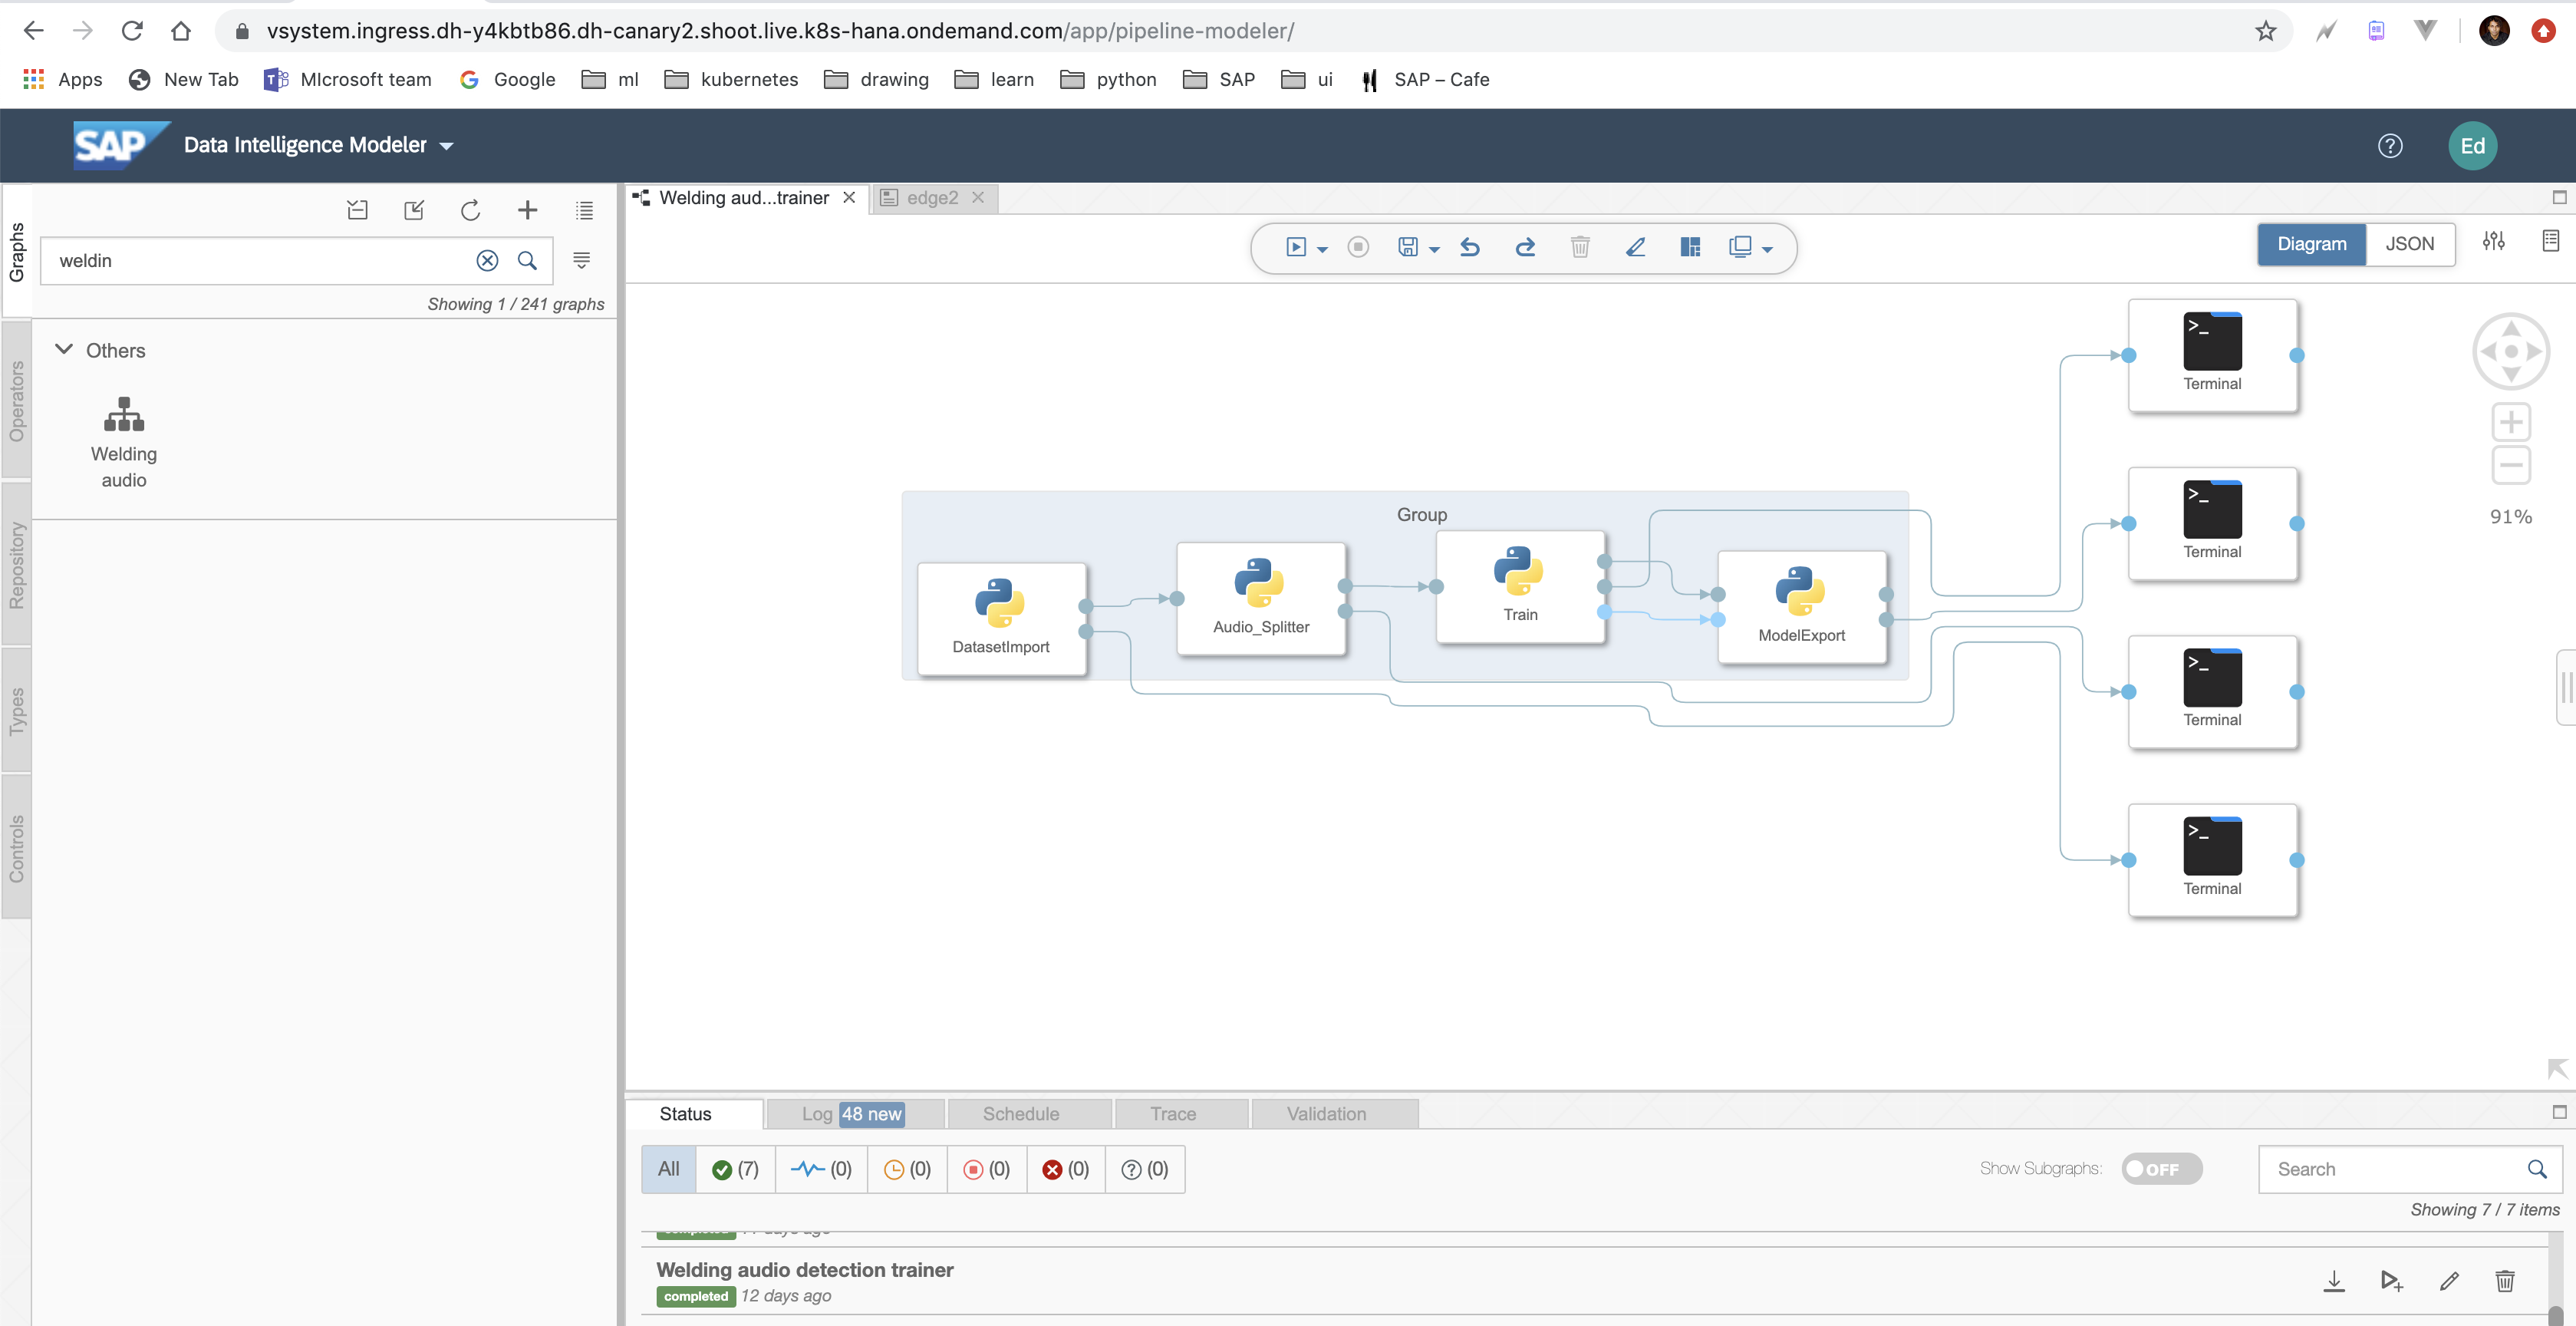 vsystem.ingress.dh-y4kbtb86.dh-canary2.shoot.live.k8s-hana.ondemand.com/app/pipeline-modeler/
Apps New Tab MIcrosoft team Google ml kubernetes drawing learn python SAP ui SAP – Cafe
SAP Data Intelligence Modeler Ed
Graphs
Operators
Repository
Types
Controls
weldin
Showing 1 / 241 graphs
Others
Welding
audio
Welding aud...trainer edge2
Diagram JSON
91%
Group
DatasetImport
Audio_Splitter
Train
ModelExport
>_
Terminal
>_
Terminal
>_
Terminal
>_
Terminal
Status Log 48 new Schedule Trace Validation
All (7) (0) (0) (0) (0) (0)
Show Subgraphs: OFF
Search
Showing 7 / 7 items
Welding audio detection trainer
completed 12 days ago